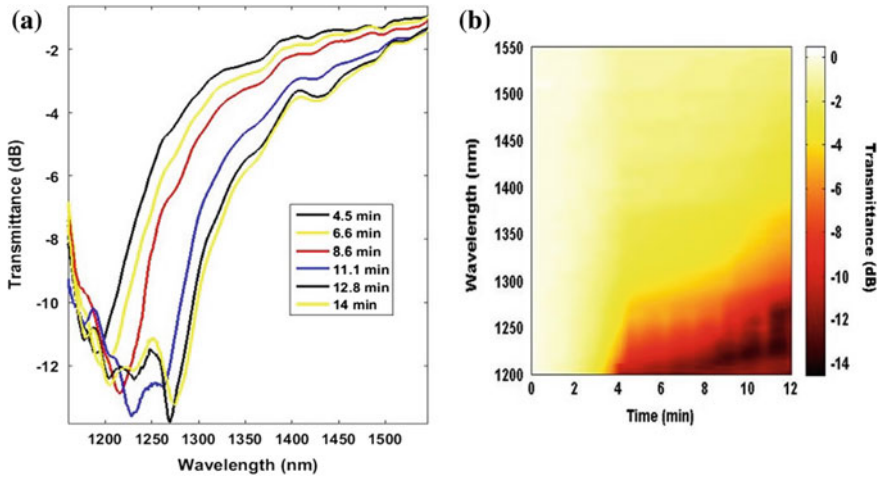 (a)
-2
-4
-6
-8
-10
-12
Transmittance (dB)
1200 1250 1300 1350 1400 1450 1500
Wavelength (nm)
4.5 min
6.6 min
8.6 min
11.1 min
12.8 min
14 min
(b)
1550
1500
1450
1400
1350
1300
1250
1200
Wavelength (nm)
0 2 4 6 8 10 12
Time (min)
0
-2
-4
-6
-8
-10
-12
-14
Transmittance (dB)